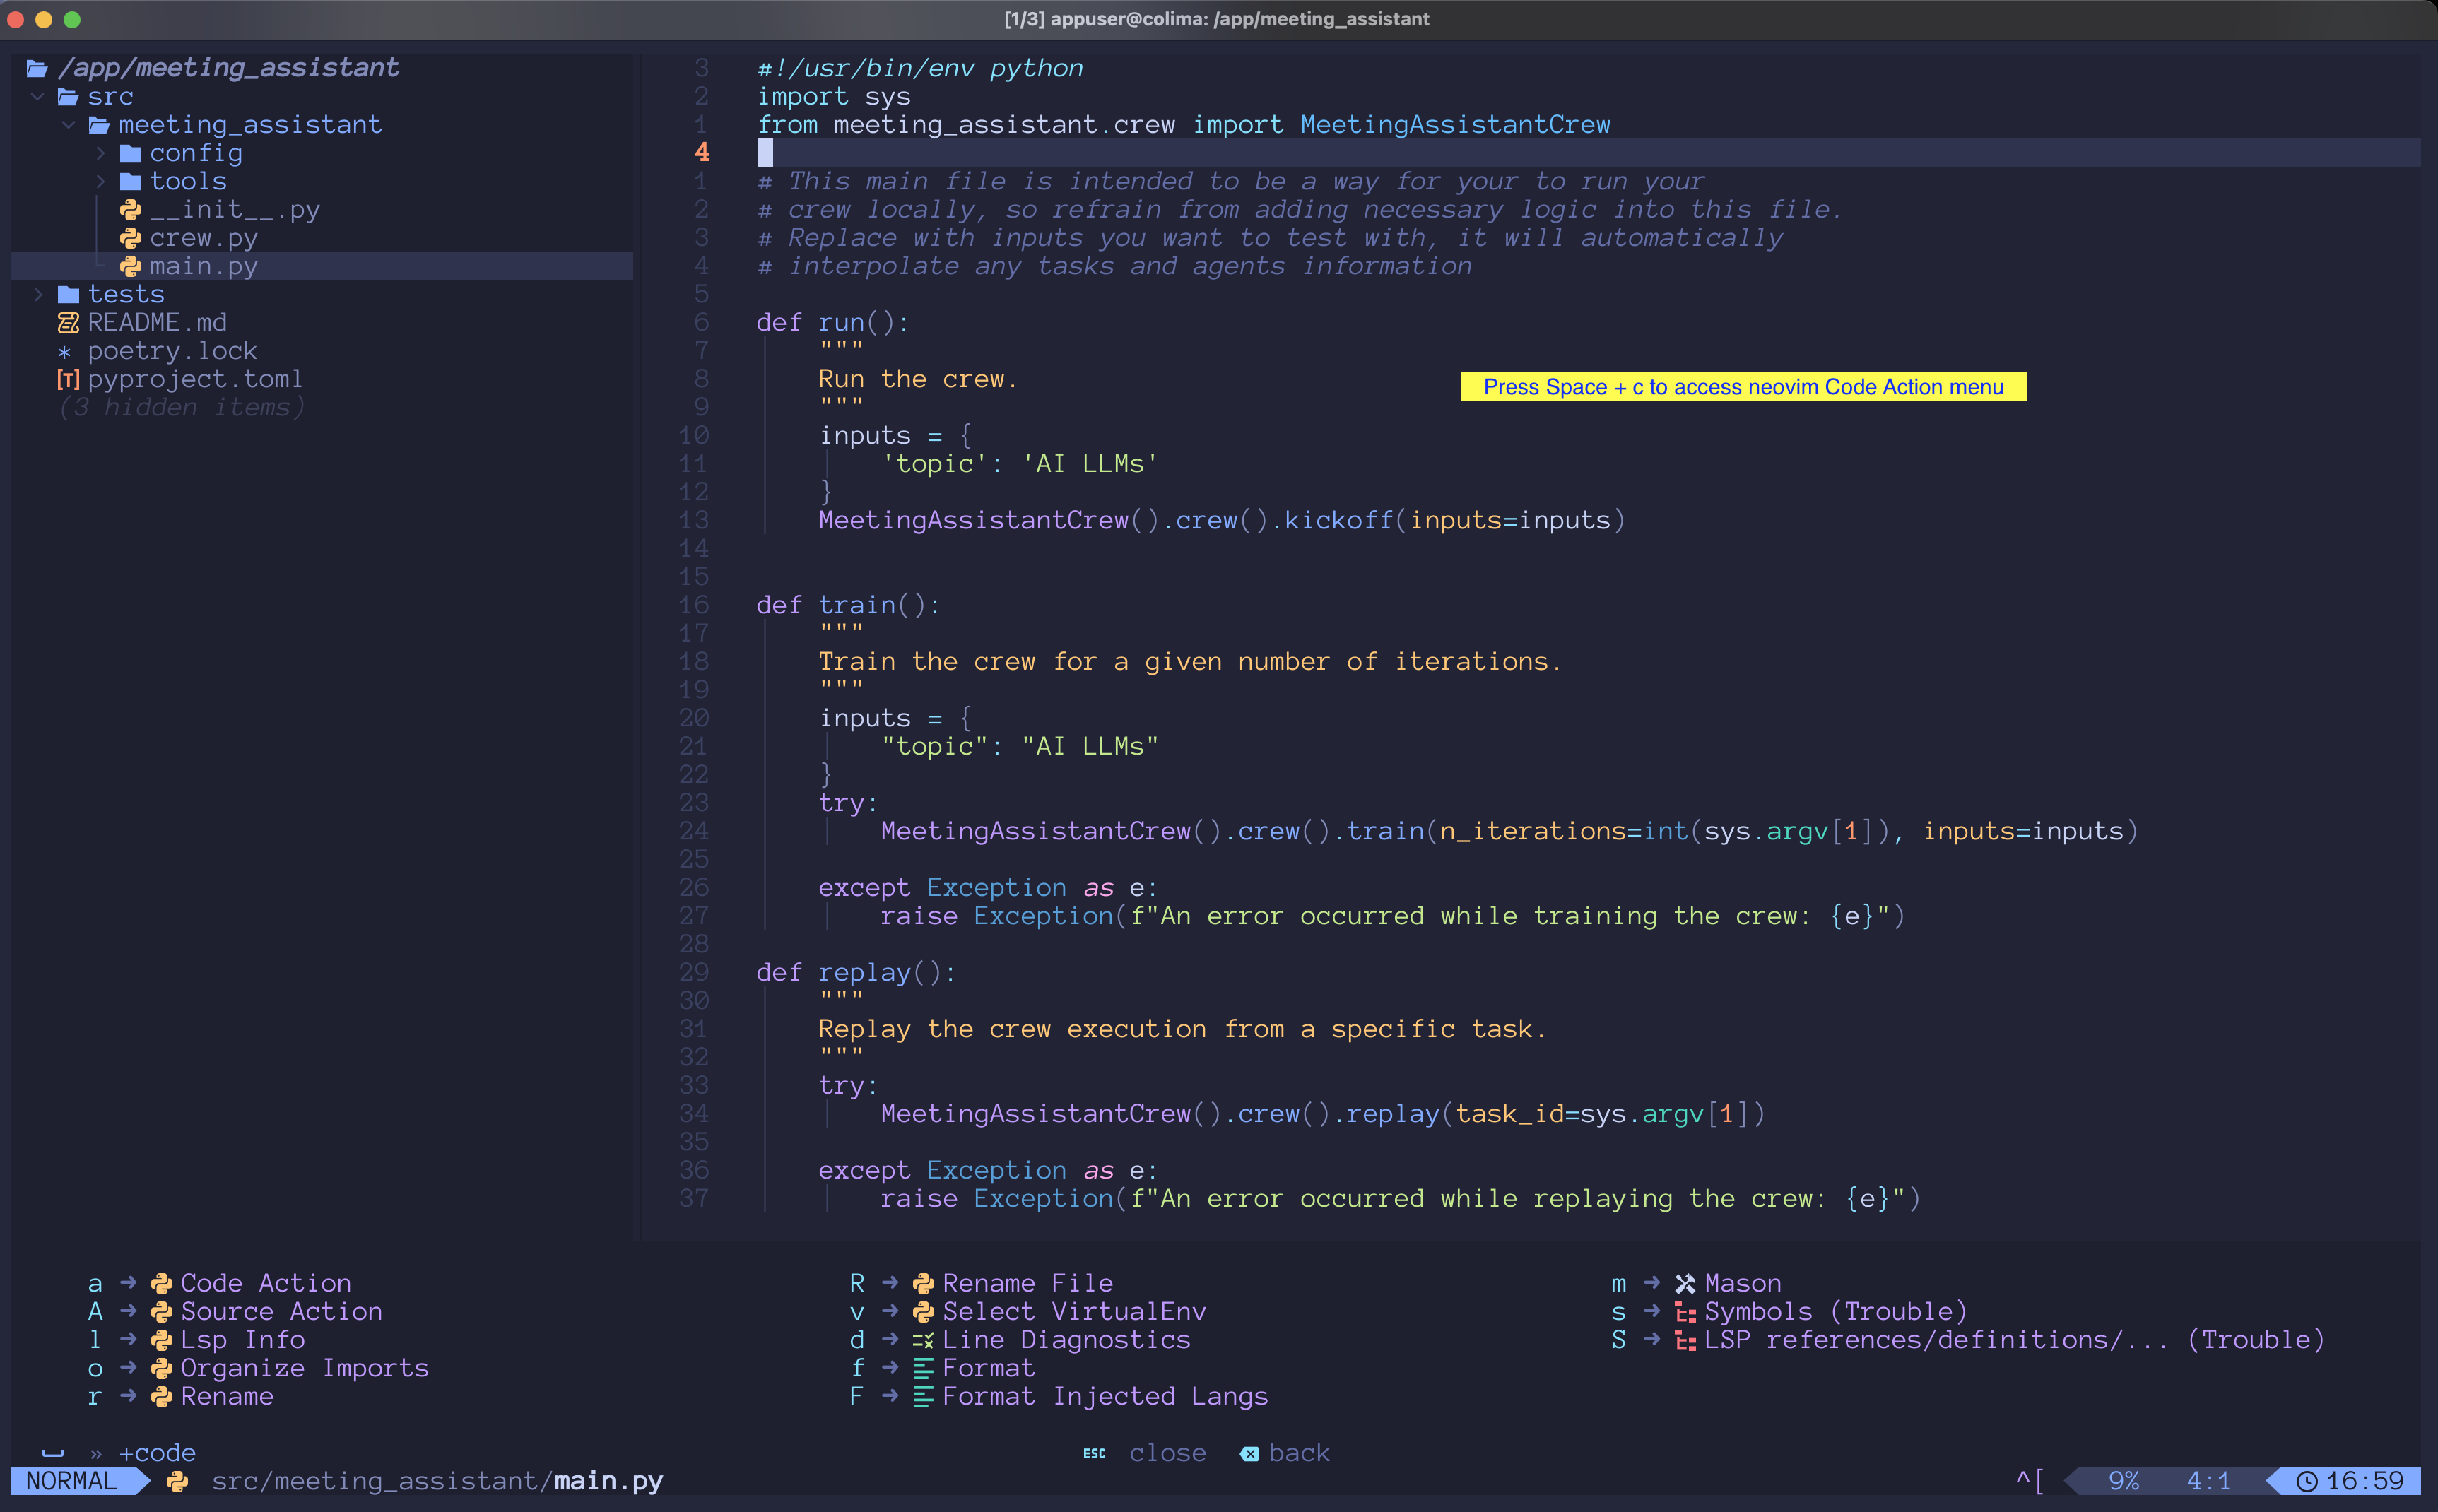 [1/3] appuser@colima: /app/meeting_assistant
/app/meeting_assistant
src
meeting_assistant
config
tools
__init__.py
crew.py
main.py
tests
README.md
* poetry.lock
[T] pyproject.toml
(3 hidden items)
3 #!/usr/bin/env python
2 import sys
1 from meeting_assistant.crew import MeetingAssistantCrew
4
1 # This main file is intended to be a way for your to run your
2 # crew locally, so refrain from adding necessary logic into this file.
3 # Replace with inputs you want to test with, it will automatically
4 # interpolate any tasks and agents information
5
6 def run():
7     """
8     Run the crew.
9     """
10     inputs = {
11         'topic': 'AI LLMs'
12     }
13     MeetingAssistantCrew().crew().kickoff(inputs=inputs)
14
15
16 def train():
17     """
18     Train the crew for a given number of iterations.
19     """
20     inputs = {
21         "topic": "AI LLMs"
22     }
23     try:
24         MeetingAssistantCrew().crew().train(n_iterations=int(sys.argv[1]), inputs=inputs)
25
26     except Exception as e:
27         raise Exception(f"An error occurred while training the crew: {e}")
28
29 def replay():
30     """
31     Replay the crew execution from a specific task.
32     """
33     try:
34         MeetingAssistantCrew().crew().replay(task_id=sys.argv[1])
35
36     except Exception as e:
37         raise Exception(f"An error occurred while replaying the crew: {e}")
Press Space + c to access neovim Code Action menu
a → Code Action
A → Source Action
l → Lsp Info
o → Organize Imports
r → Rename
R → Rename File
v → Select VirtualEnv
d → Line Diagnostics
f → Format
F → Format Injected Langs
m → Mason
s → Symbols (Trouble)
S → LSP references/definitions/... (Trouble)
» +code
ESC close back
NORMAL src/meeting_assistant/main.py ^[ 9% 4:1 16:59